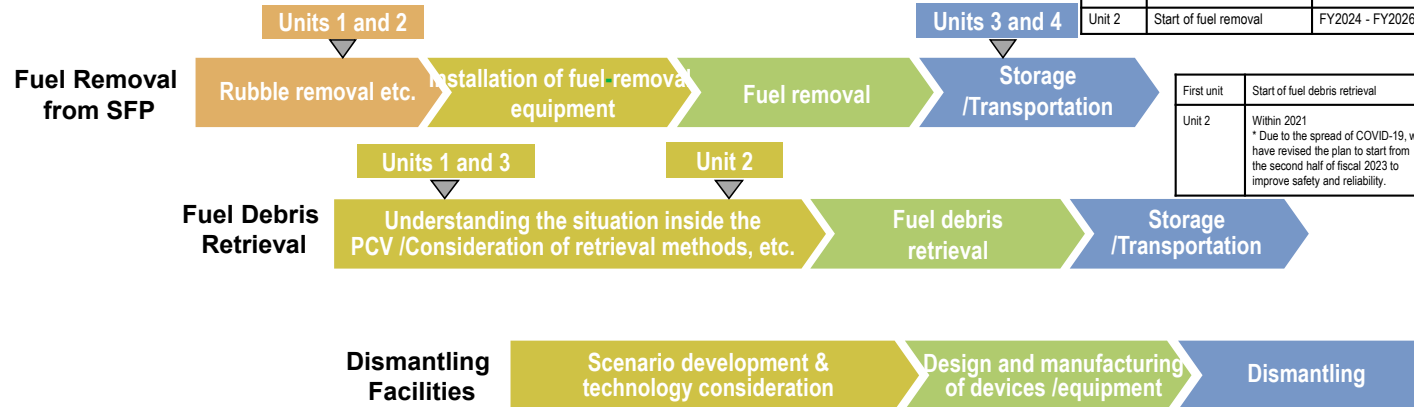 Units 1 and 2
Units 3 and 4
Unit 2 Start of fuel removal FY2024 - FY2026
Fuel Removal
from SFP
Rubble removal etc.
Installation of fuel-removal
equipment
Fuel removal
Storage
/Transportation
First unit Start of fuel debris retrieval
Unit 2 Within 2021
* Due to the spread of COVID-19, w
have revised the plan to start from
the second half of fiscal 2023 to
improve safety and reliability.
Units 1 and 3
Unit 2
Fuel Debris
Retrieval
Understanding the situation inside the
PCV /Consideration of retrieval methods, etc.
Fuel debris
retrieval
Storage
/Transportation
Dismantling
Facilities
Scenario development &
technology consideration
Design and manufacturing
of devices /equipment
Dismantling